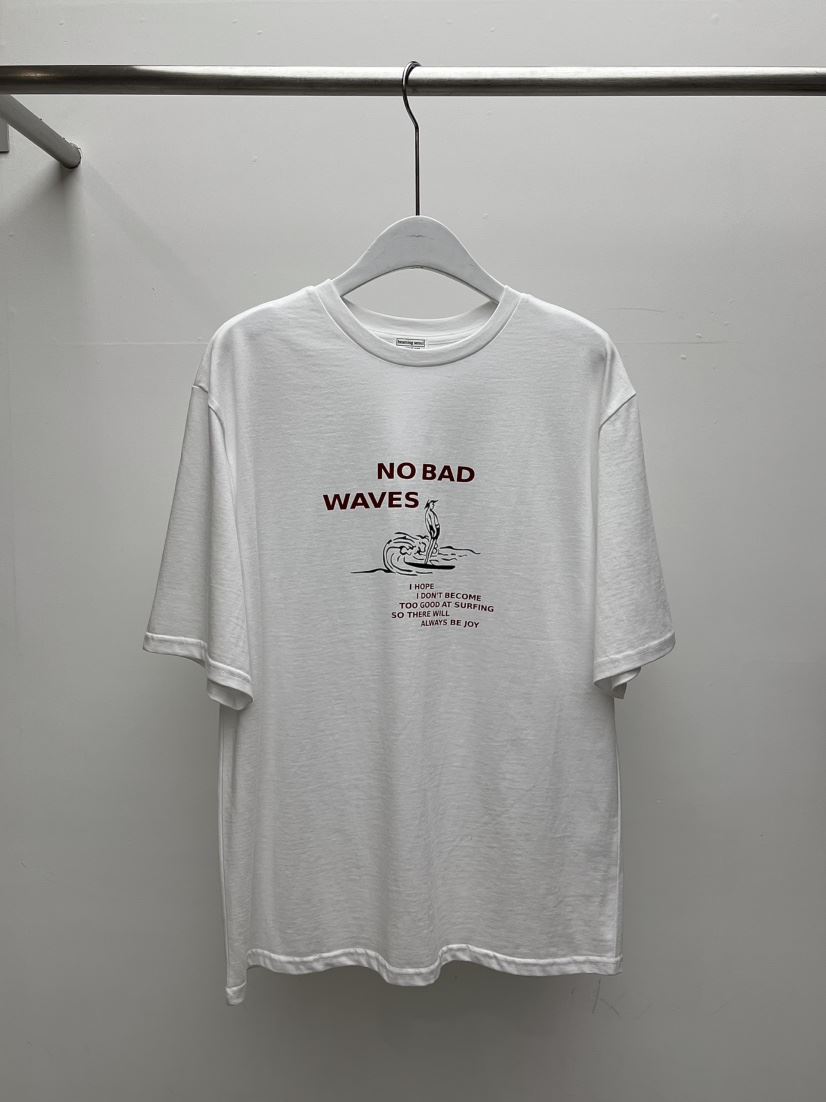 NO BAD
WAVES
I HOPE
I DON'T BECOME
TOO GOOD AT SURFING
SO THERE WILL
ALWAYS BE JOY